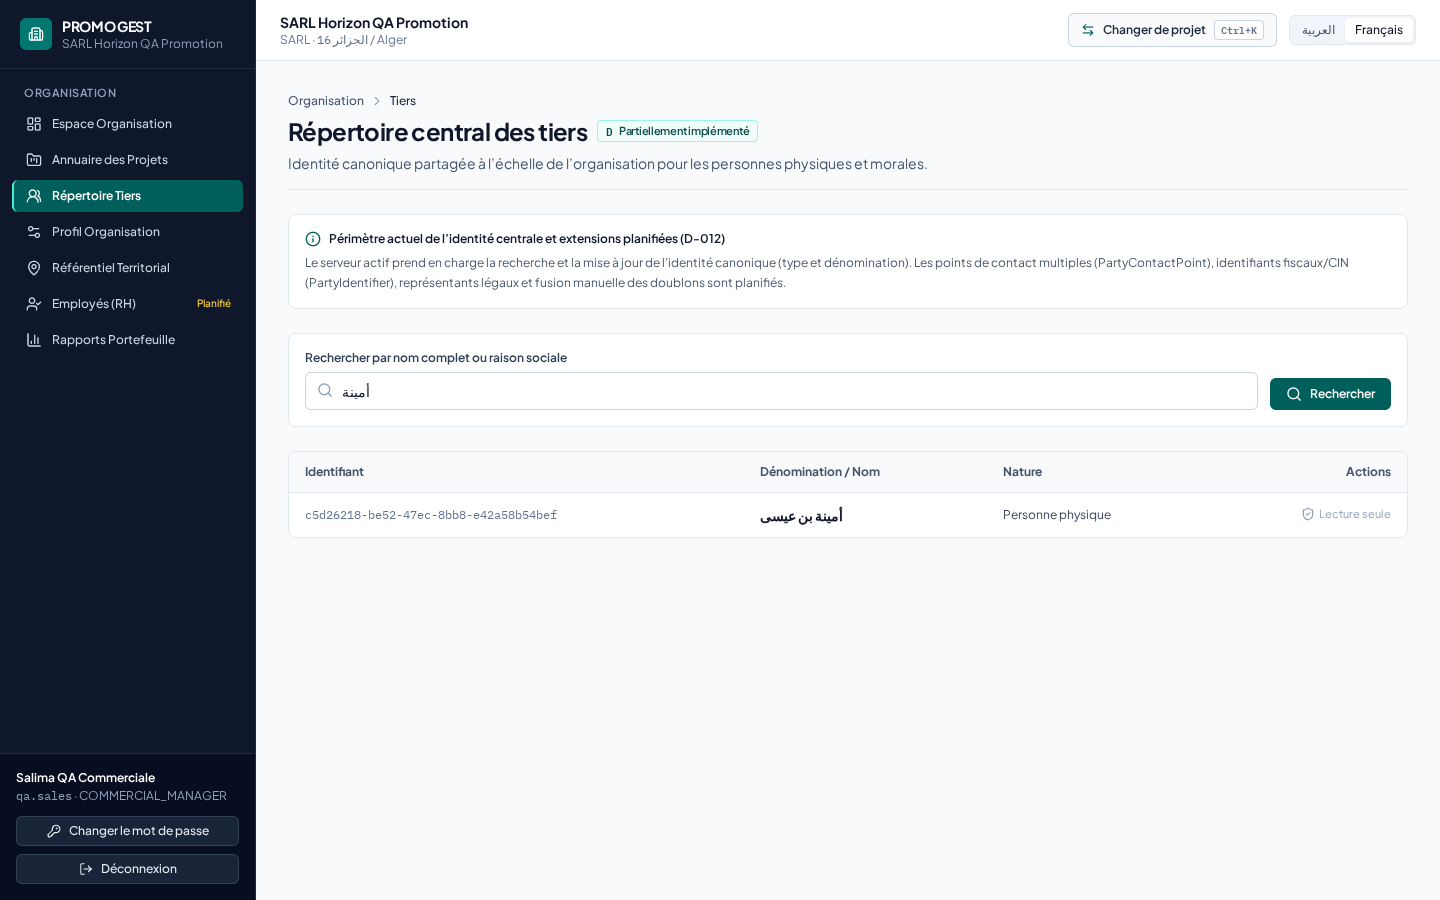 PROMOGEST
SARL Horizon QA Promotion
ORGANISATION
Espace Organisation
Annuaire des Projets
Répertoire Tiers
Profil Organisation
Référentiel Territorial
Employés (RH)
Planifié
Rapports Portefeuille
Salima QA Commerciale
qa.sales · COMMERCIAL_MANAGER
Changer le mot de passe
Déconnexion
SARL Horizon QA Promotion
SARL · 16 الجزائر / Alger
Changer de projet Ctrl+K
العربية
Français
Organisation > Tiers
Répertoire central des tiers
D Partiellement implémenté
Identité canonique partagée à l’échelle de l’organisation pour les personnes physiques et morales.
Périmètre actuel de l’identité centrale et extensions planifiées (D-012)
Le serveur actif prend en charge la recherche et la mise à jour de l’identité canonique (type et dénomination). Les points de contact multiples (PartyContactPoint), identifiants fiscaux/CIN
(PartyIdentifier), représentants légaux et fusion manuelle des doublons sont planifiés.
Rechercher par nom complet ou raison sociale
أمينة
Rechercher
Identifiant Dénomination / Nom Nature Actions
c5d26218-be52-47ec-8bb8-e42a58b54bef أمينة بن عيسى Personne physique Lecture seule